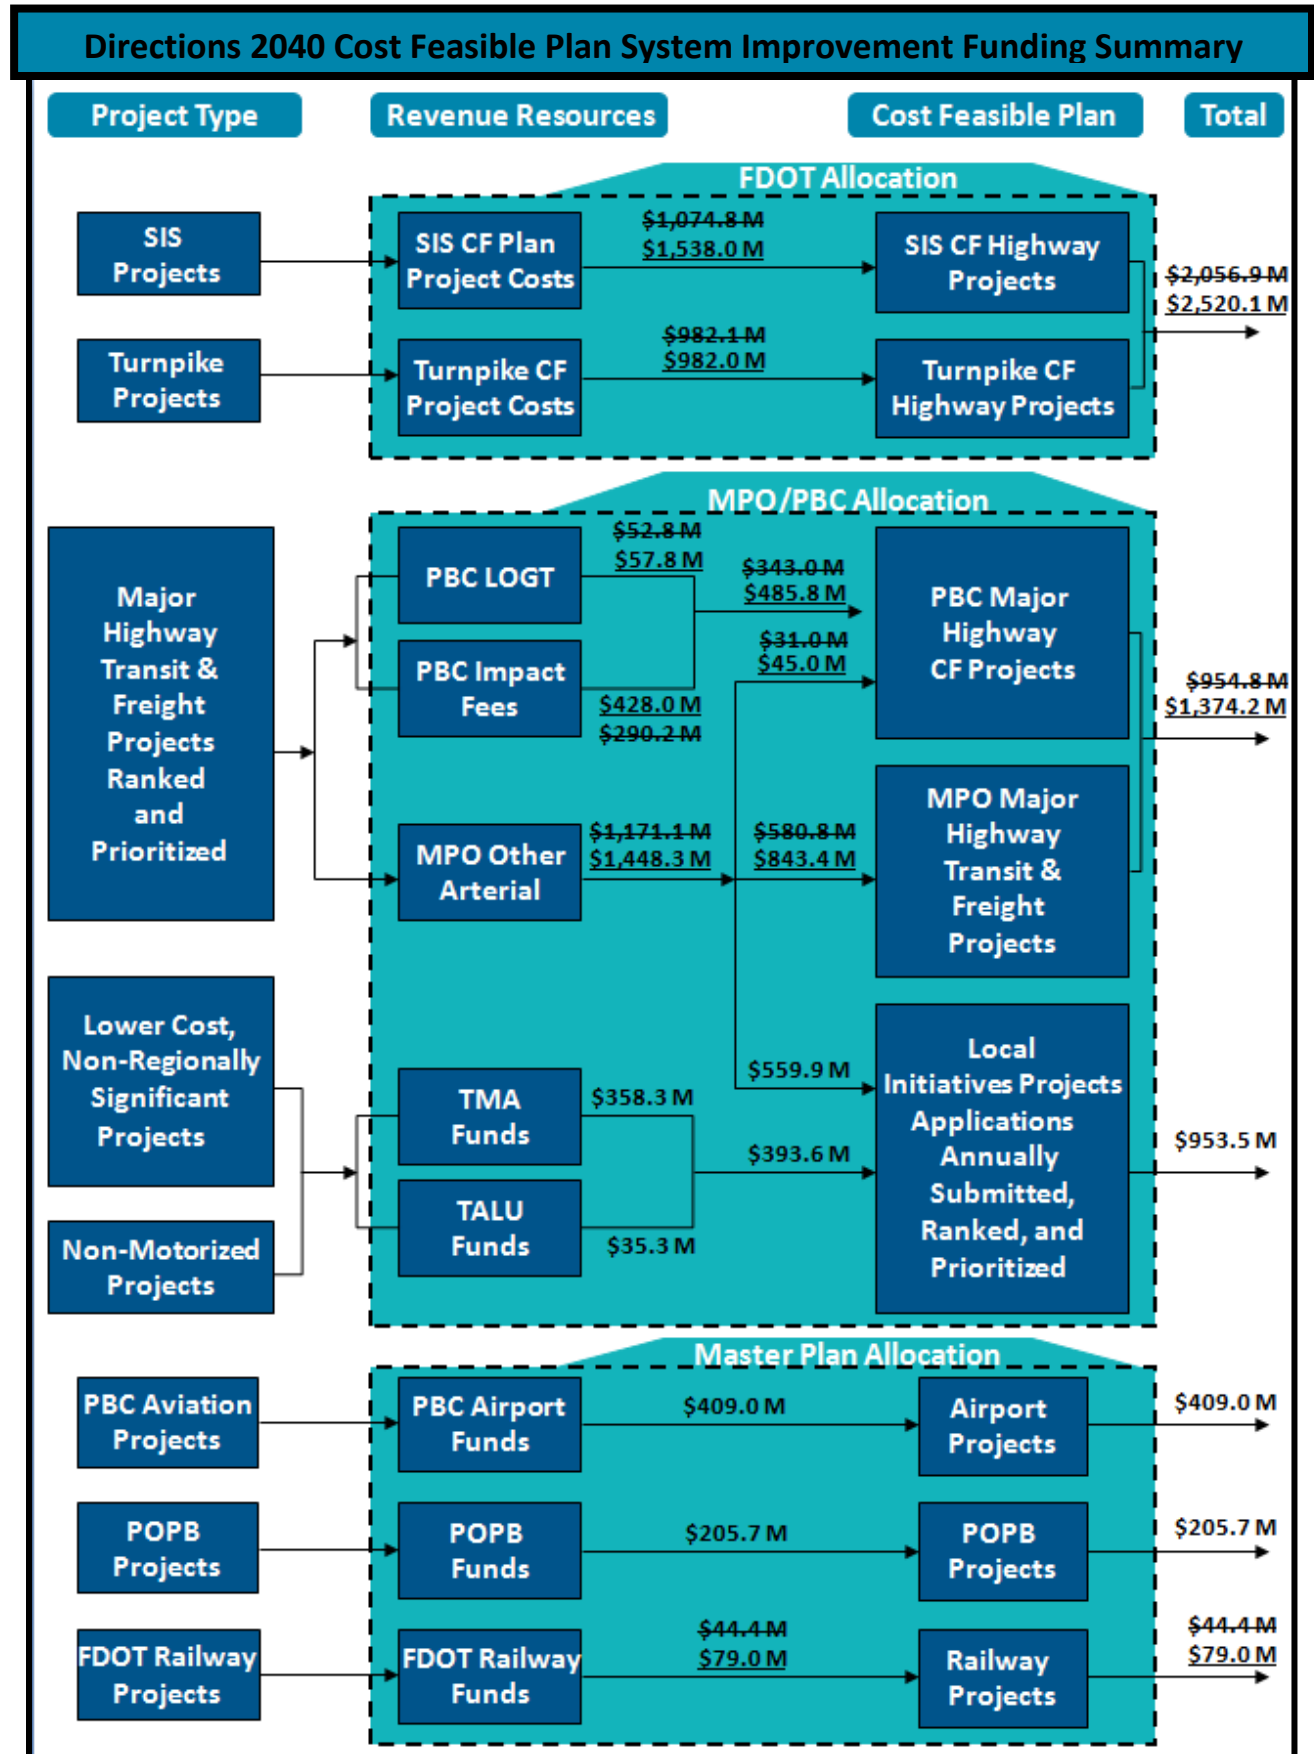 Directions 2040 Cost Feasible Plan System Improvement Funding Summary
Project Type
Revenue Resources
Cost Feasible Plan
Total
FDOT Allocation
SIS
Projects
SIS CF Plan
Project Costs
$1,074.8 M
$1,538.0 M
SIS CF Highway
Projects
$2,056.9 M
$2,520.1 M
Turnpike
Projects
Turnpike CF
Project Costs
$982.1 M
$982.0 M
Turnpike CF
Highway Projects
MPO/PBC Allocation
Major
Highway
Transit &
Freight
Projects
Ranked
and
Prioritized
PBC LOGT
$52.8 M
$57.8 M
PBC Impact
Fees
$428.0 M
$290.2 M
$343.0 M
$485.8 M
$31.0 M
$45.0 M
PBC Major
Highway
CF Projects
$954.8 M
$1,374.2 M
MPO Other
Arterial
$1,171.1 M
$1,448.3 M
$580.8 M
$843.4 M
MPO Major
Highway
Transit &
Freight
Projects
Lower Cost,
Non-Regionally
Significant
Projects
Non-Motorized
Projects
TMA
Funds
$358.3 M
TALU
Funds
$35.3 M
$559.9 M
$393.6 M
Local
Initiatives Projects
Applications
Annually
Submitted,
Ranked, and
Prioritized
$953.5 M
Master Plan Allocation
PBC Aviation
Projects
PBC Airport
Funds
$409.0 M
Airport
Projects
$409.0 M
POPB
Projects
POPB
Funds
$205.7 M
POPB
Projects
$205.7 M
FDOT Railway
Projects
FDOT Railway
Funds
$44.4 M
$79.0 M
Railway
Projects
$44.4 M
$79.0 M